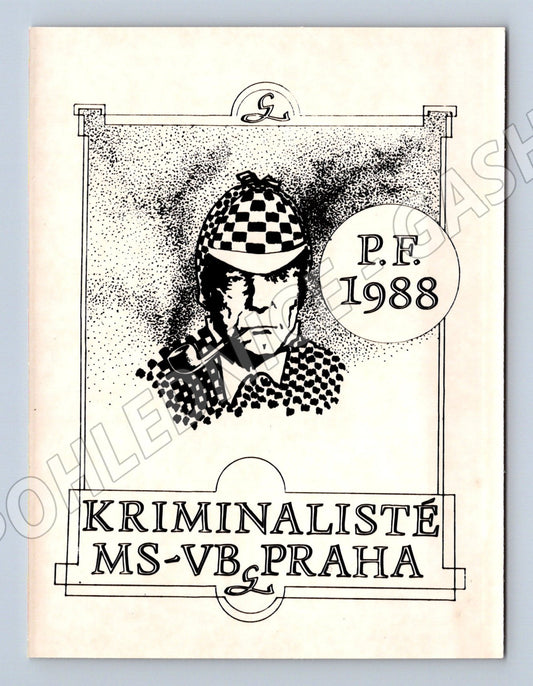 P.F.
1988
KRIMINALISTÉ
MS-VB PRAHA